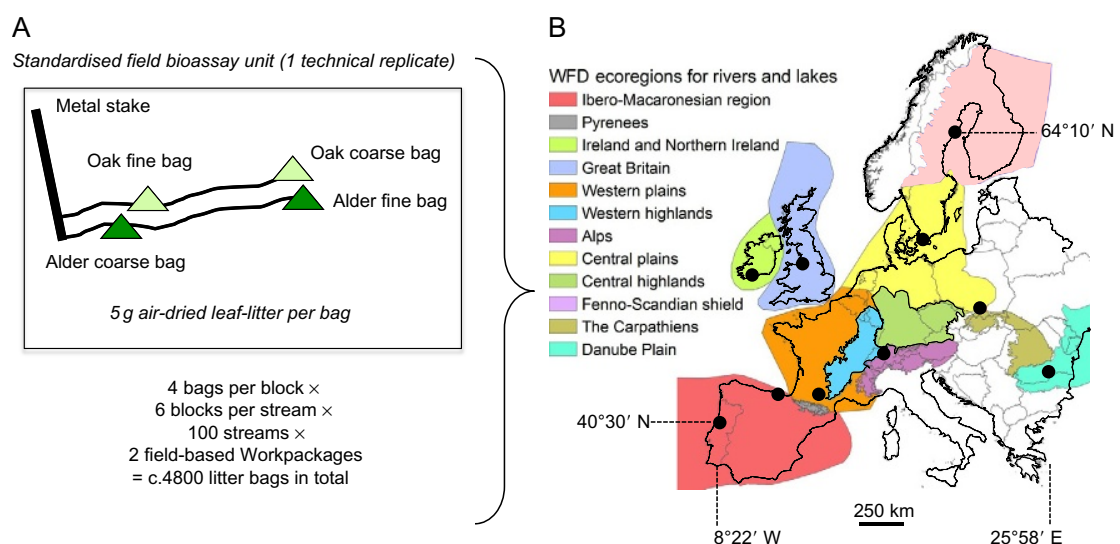 A
Standardised field bioassay unit (1 technical replicate)
Metal stake
Oak fine bag
Oak coarse bag
Alder fine bag
Alder coarse bag
5 g air-dried leaf-litter per bag
4 bags per block ×
6 blocks per stream ×
100 streams ×
2 field-based Workpackages
= c.4800 litter bags in total
B
WFD ecoregions for rivers and lakes
Ibero-Macaronesian region
Pyrenees
Ireland and Northern Ireland
Great Britain
Western plains
Western highlands
Alps
Central plains
Central highlands
Fenno-Scandian shield
The Carpathiens
Danube Plain
64°10′ N
40°30′ N
250 km
8°22′ W
25°58′ E